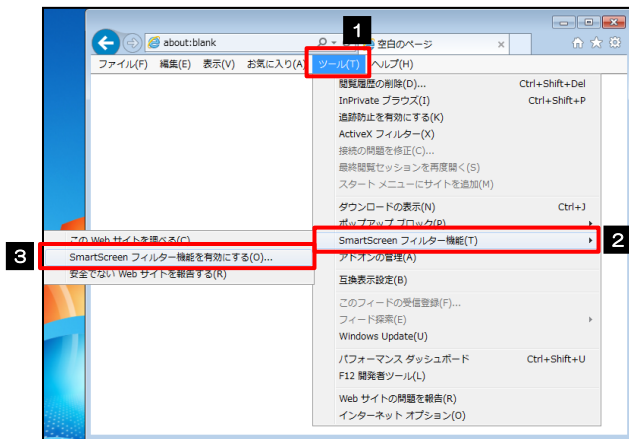 1
about:blank
空白のページ
ファイル(F) 編集(E) 表示(V) お気に入り(A) ツール(T) ヘルプ(H)
閲覧履歴の削除(D)... Ctrl+Shift+Del
InPrivate ブラウズ(I) Ctrl+Shift+P
追跡防止を有効にする(K)
ActiveX フィルター(X)
接続の問題を修正(C)...
最終閲覧セッションを再度開く(S)
スタート メニューにサイトを追加(M)
ダウンロードの表示(N) Ctrl+J
ポップアップ ブロック(P)
SmartScreen フィルター機能(T)
2
アドオンの管理(A)
この Web サイトを調べる(C)
3
SmartScreen フィルター機能を有効にする(O)...
安全でない Web サイトを報告する(R)
互換表示設定(B)
このフィードの受信登録(F)...
フィード探索(E)
Windows Update(U)
パフォーマンス ダッシュボード Ctrl+Shift+U
F12 開発者ツール(L)
Web サイトの問題を報告(R)
インターネット オプション(O)